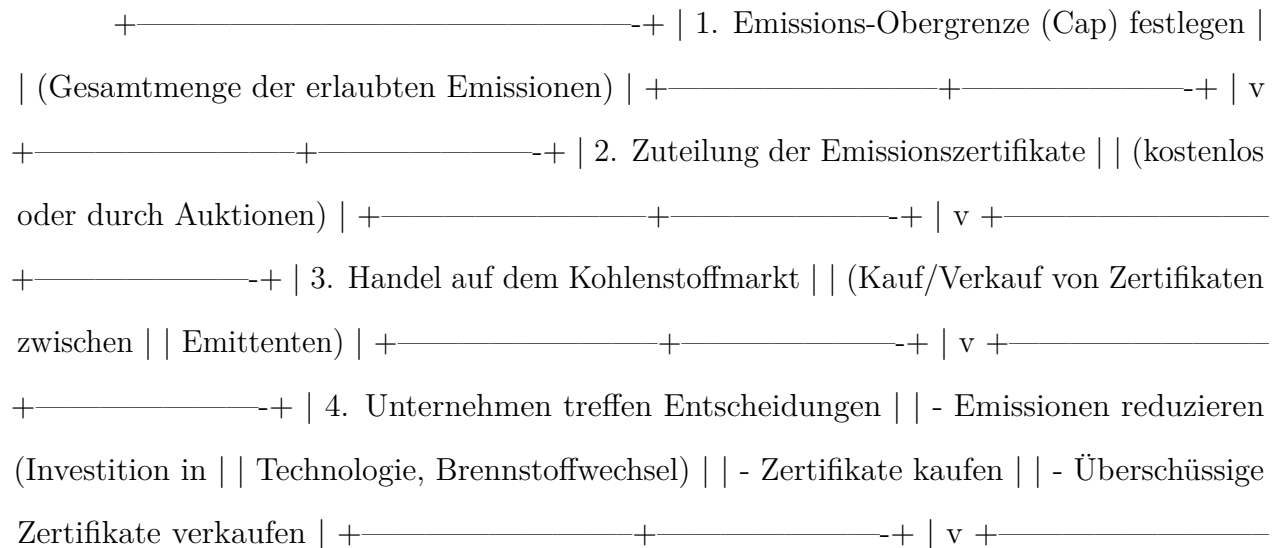 +————————————————————-+ | 1. Emissions-Obergrenze (Cap) festlegen |
| (Gesamtmenge der erlaubten Emissionen) | +—————————+——————————-+ | v
+—————————+——————————-+ | 2. Zuteilung der Emissionszertifikate | | (kostenlos
oder durch Auktionen) | +—————————+——————————-+ | v +—————————
+——————————-+ | 3. Handel auf dem Kohlenstoffmarkt | | (Kauf/Verkauf von Zertifikaten
zwischen | | Emittenten) | +—————————+——————————-+ | v +—————————
+——————————-+ | 4. Unternehmen treffen Entscheidungen | | - Emissionen reduzieren
(Investition in | | Technologie, Brennstoffwechsel) | | - Zertifikate kaufen | | - Überschüssige
Zertifikate verkaufen | +—————————+——————————-+ | v +—————————